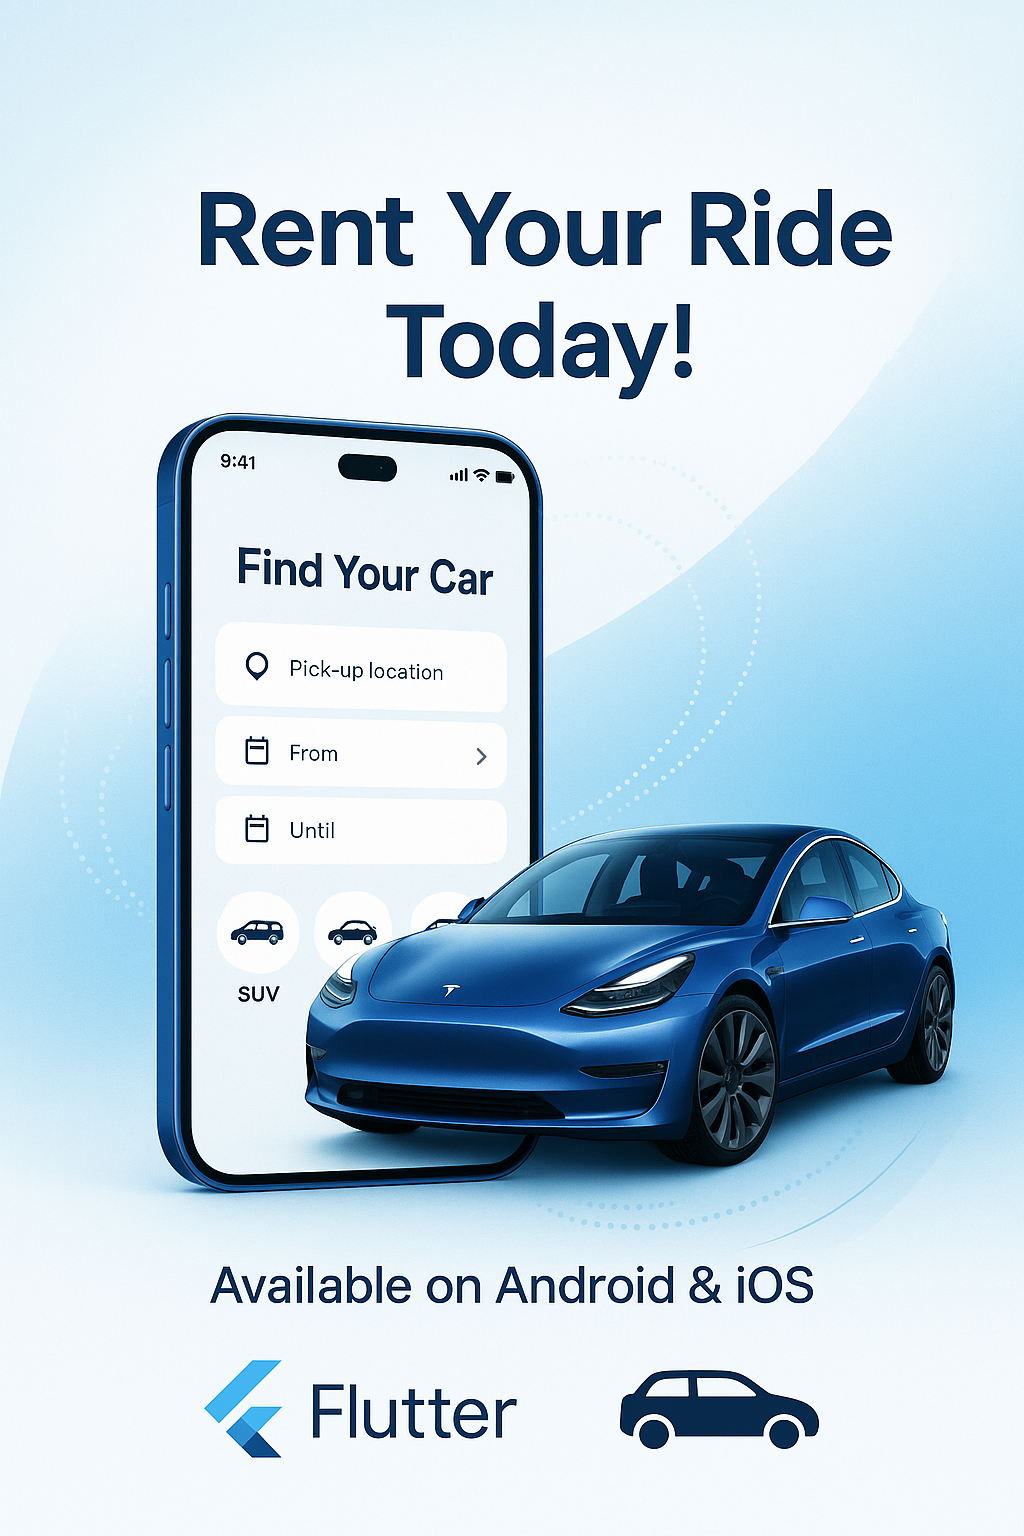 Rent Your Ride
Today!
9:41
Find Your Car
Pick-up location
From
Until
SUV
Available on Android & iOS
Flutter